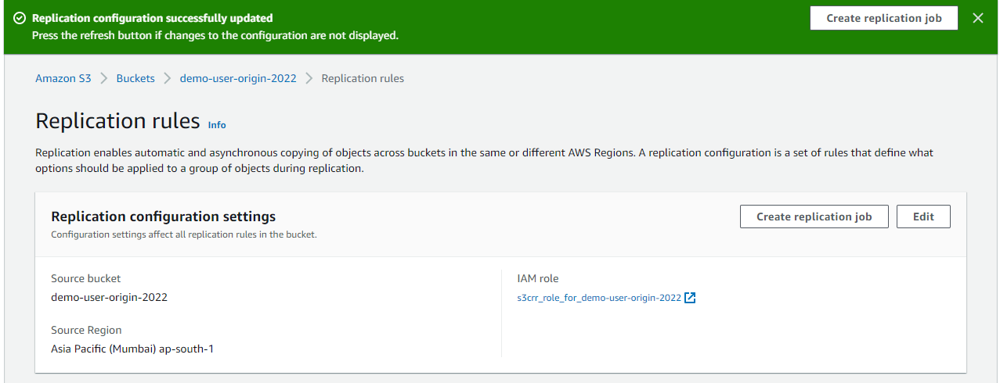 Replication configuration successfully updated
Press the refresh button if changes to the configuration are not displayed.
Create replication job
Amazon S3 > Buckets > demo-user-origin-2022 > Replication rules
Replication rules Info
Replication enables automatic and asynchronous copying of objects across buckets in the same or different AWS Regions. A replication configuration is a set of rules that define what
options should be applied to a group of objects during replication.
Replication configuration settings
Configuration settings affect all replication rules in the bucket.
Create replication job
Edit
Source bucket
demo-user-origin-2022
Source Region
Asia Pacific (Mumbai) ap-south-1
IAM role
s3crr_role_for_demo-user-origin-2022